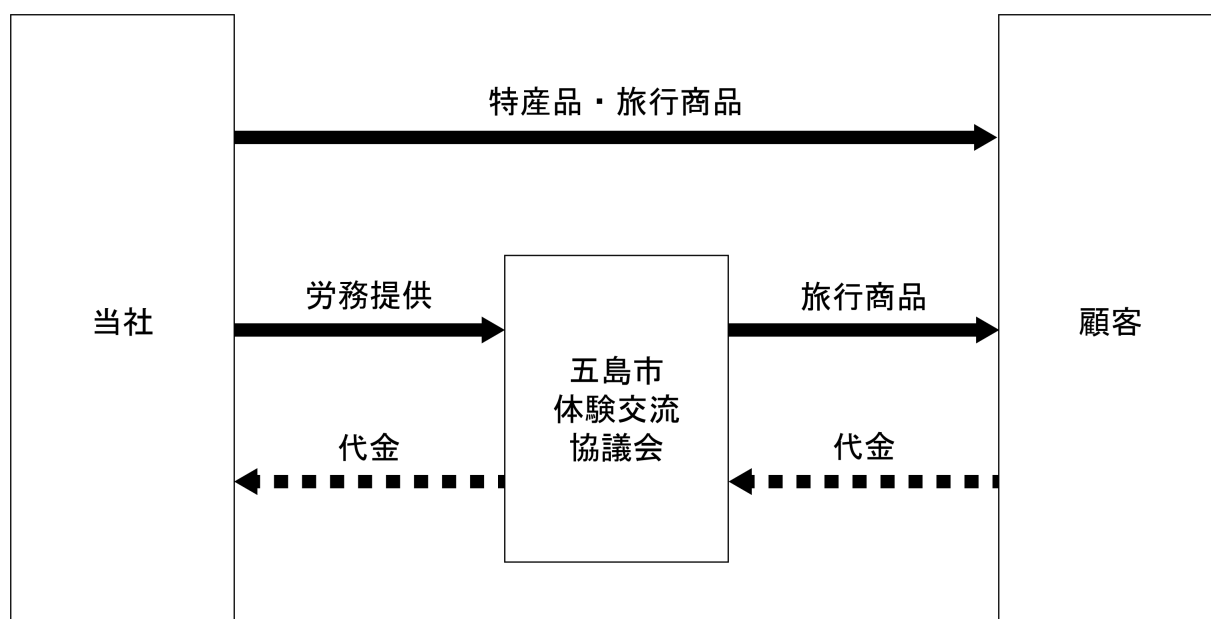 特産品・旅行商品
当社
労務提供
旅行商品
顧客
五島市
体験交流
協議会
代金
代金